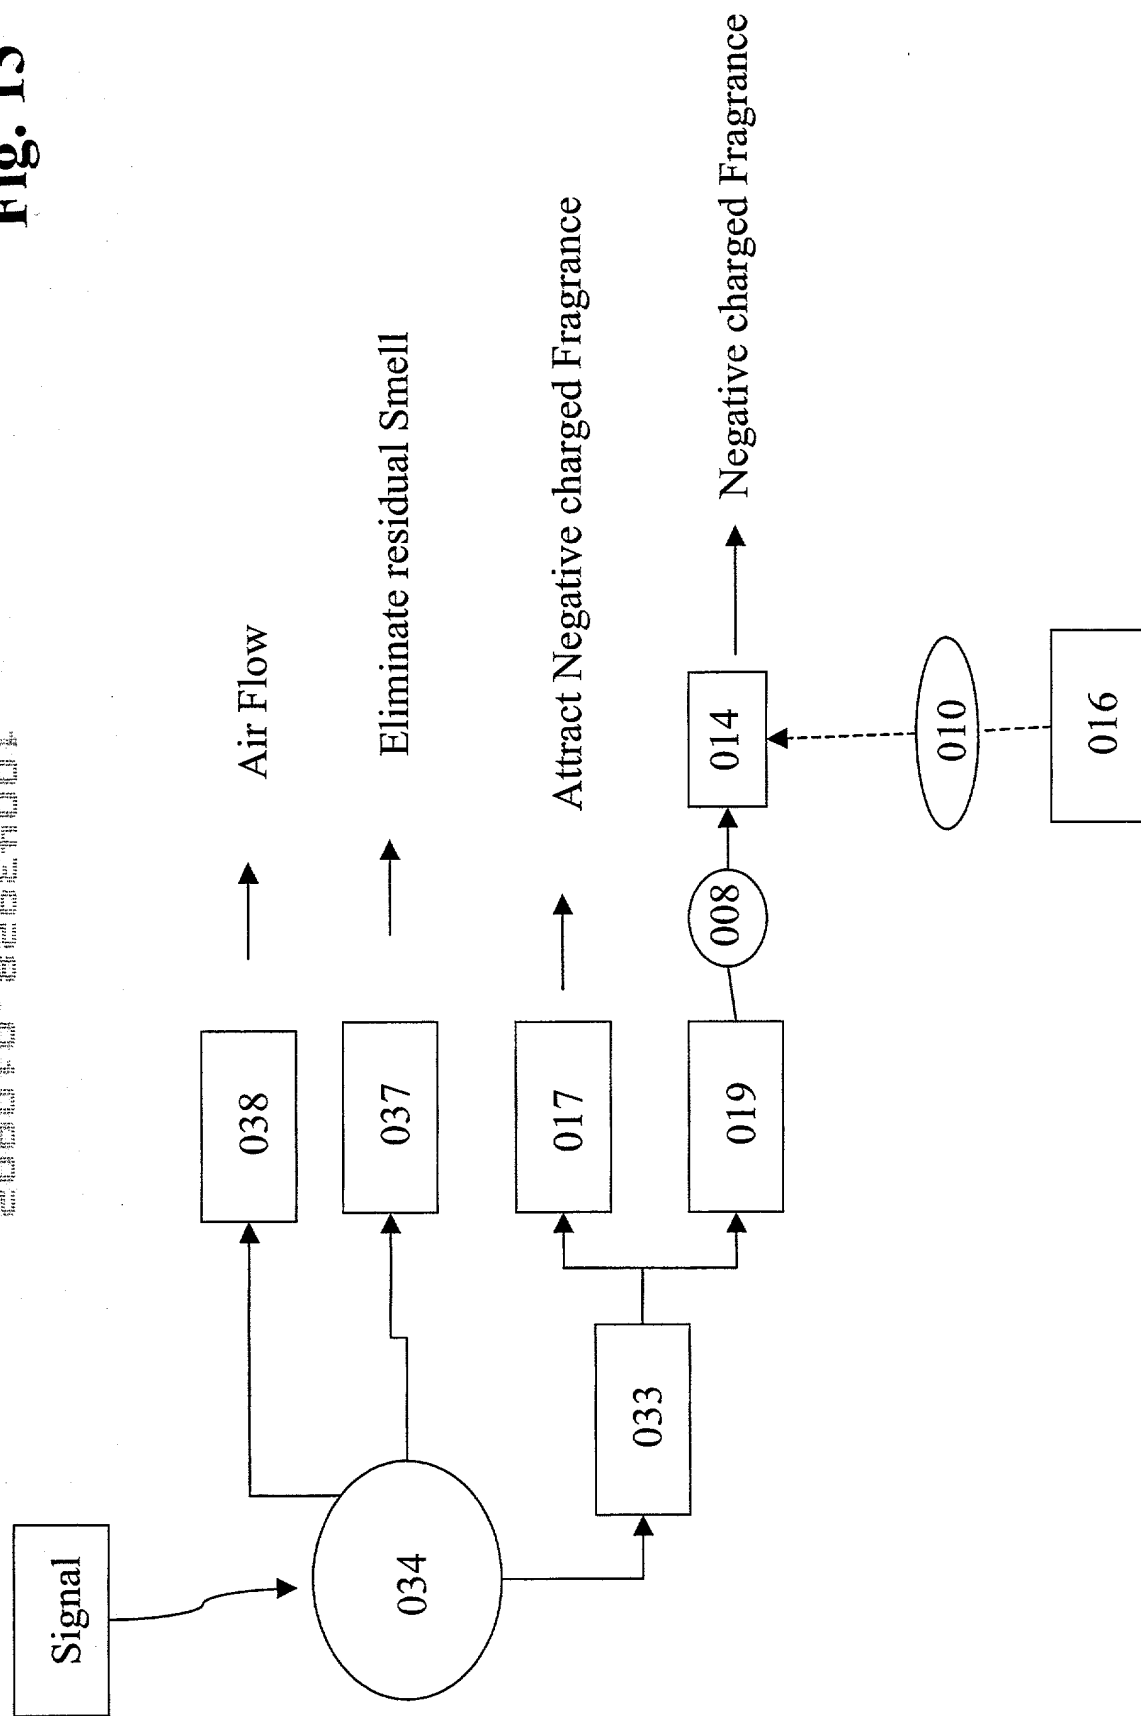 Fig.
Signal
038
Air Flow
037
Eliminate residual Smell
034
017
Attract Negative charged Fragrance
033
019
008
014
Negative charged Fragrance
010
016